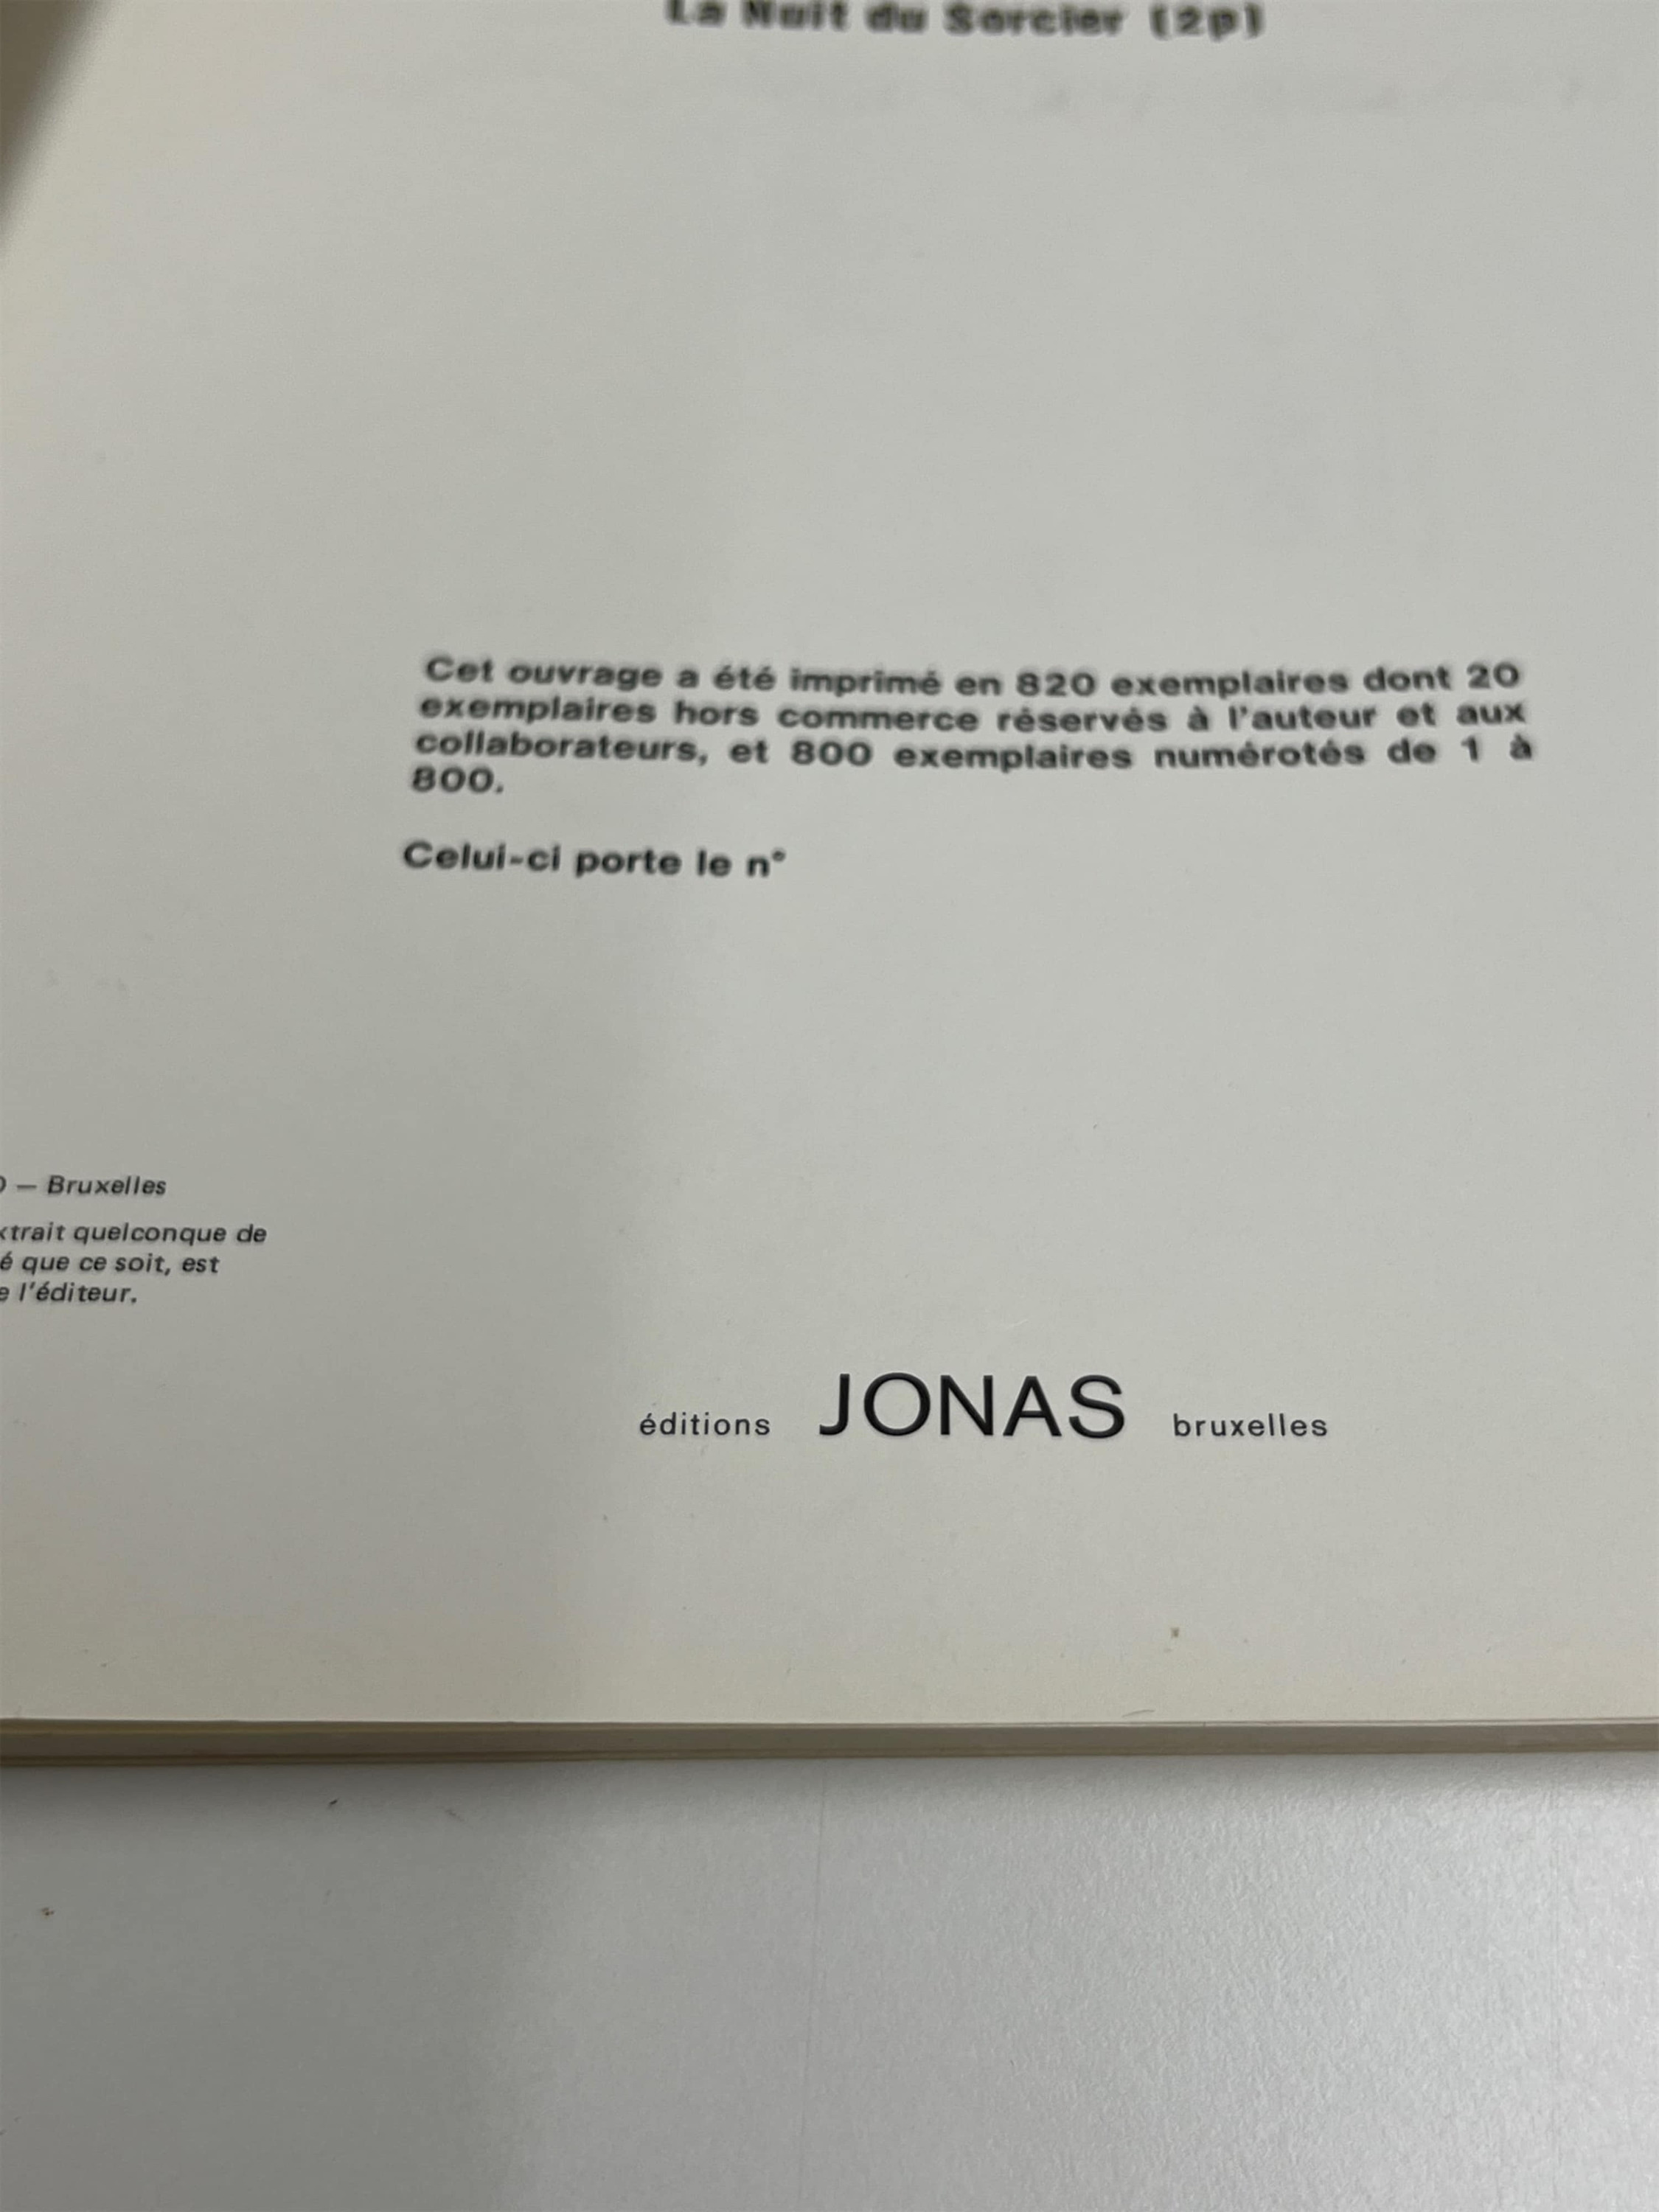 La Nuit du Sorcier (2p)
Cet ouvrage a été imprimé en 820 exemplaires dont 20
exemplaires hors commerce réservés à l'auteur et aux
collaborateurs, et 800 exemplaires numérotés de 1 à
800.
Celui-ci porte le n°
— Bruxelles
xtrait quelconque de
é que ce soit, est
e l'éditeur.
éditions JONAS bruxelles